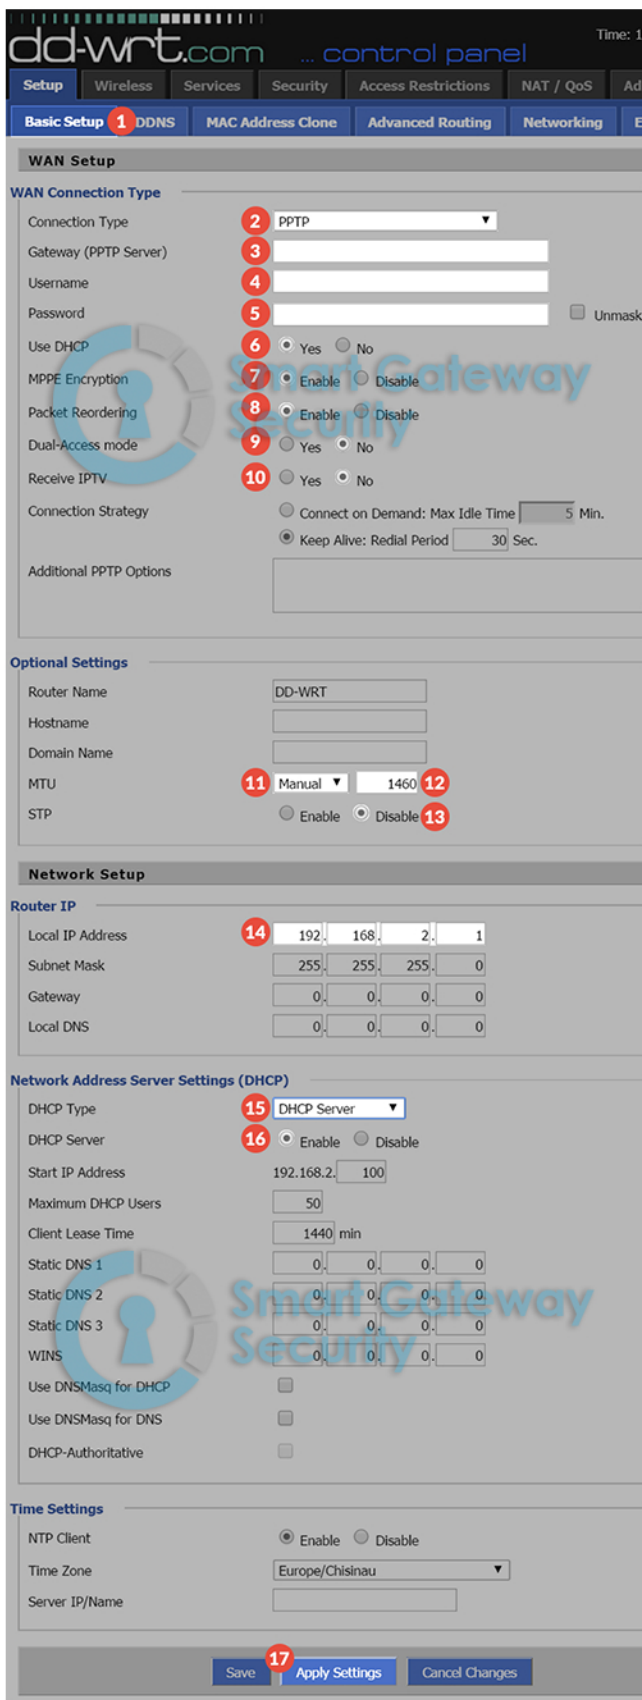 dd-wrt.com ... control panel
Time: 1
Setup Wireless Services Security Access Restrictions NAT / QoS Ad
Basic Setup 1 DDNS MAC Address Clone Advanced Routing Networking E
WAN Setup
WAN Connection Type
Connection Type 2 PPTP
Gateway (PPTP Server) 3
Username 4
Password 5 Unmask
Use DHCP 6 Yes No
MPPE Encryption 7 Enable Disable
Packet Reordering 8 Enable Disable
Smart Gateway
Security
Dual-Access mode 9 Yes No
Receive IPTV 10 Yes No
Connection Strategy Connect on Demand: Max Idle Time 5 Min.
Keep Alive: Redial Period 30 Sec.
Additional PPTP Options
Optional Settings
Router Name DD-WRT
Hostname
Domain Name
MTU 11 Manual 1460 12
STP Enable Disable 13
Network Setup
Router IP
Local IP Address 14 192. 168. 2. 1
Subnet Mask 255. 255. 255. 0
Gateway 0. 0. 0. 0
Local DNS 0. 0. 0. 0
Network Address Server Settings (DHCP)
DHCP Type 15 DHCP Server
DHCP Server 16 Enable Disable
Start IP Address 192.168.2. 100
Maximum DHCP Users 50
Client Lease Time 1440 min
Static DNS 1 0. 0. 0. 0
Static DNS 2 0. 0. 0. 0
Smart Gateway
Security
Static DNS 3 0. 0. 0. 0
WINS 0. 0. 0. 0
Use DNSMasq for DHCP
Use DNSMasq for DNS
DHCP-Authoritative
Time Settings
NTP Client Enable Disable
Time Zone Europe/Chisinau
Server IP/Name
Save 17 Apply Settings Cancel Changes